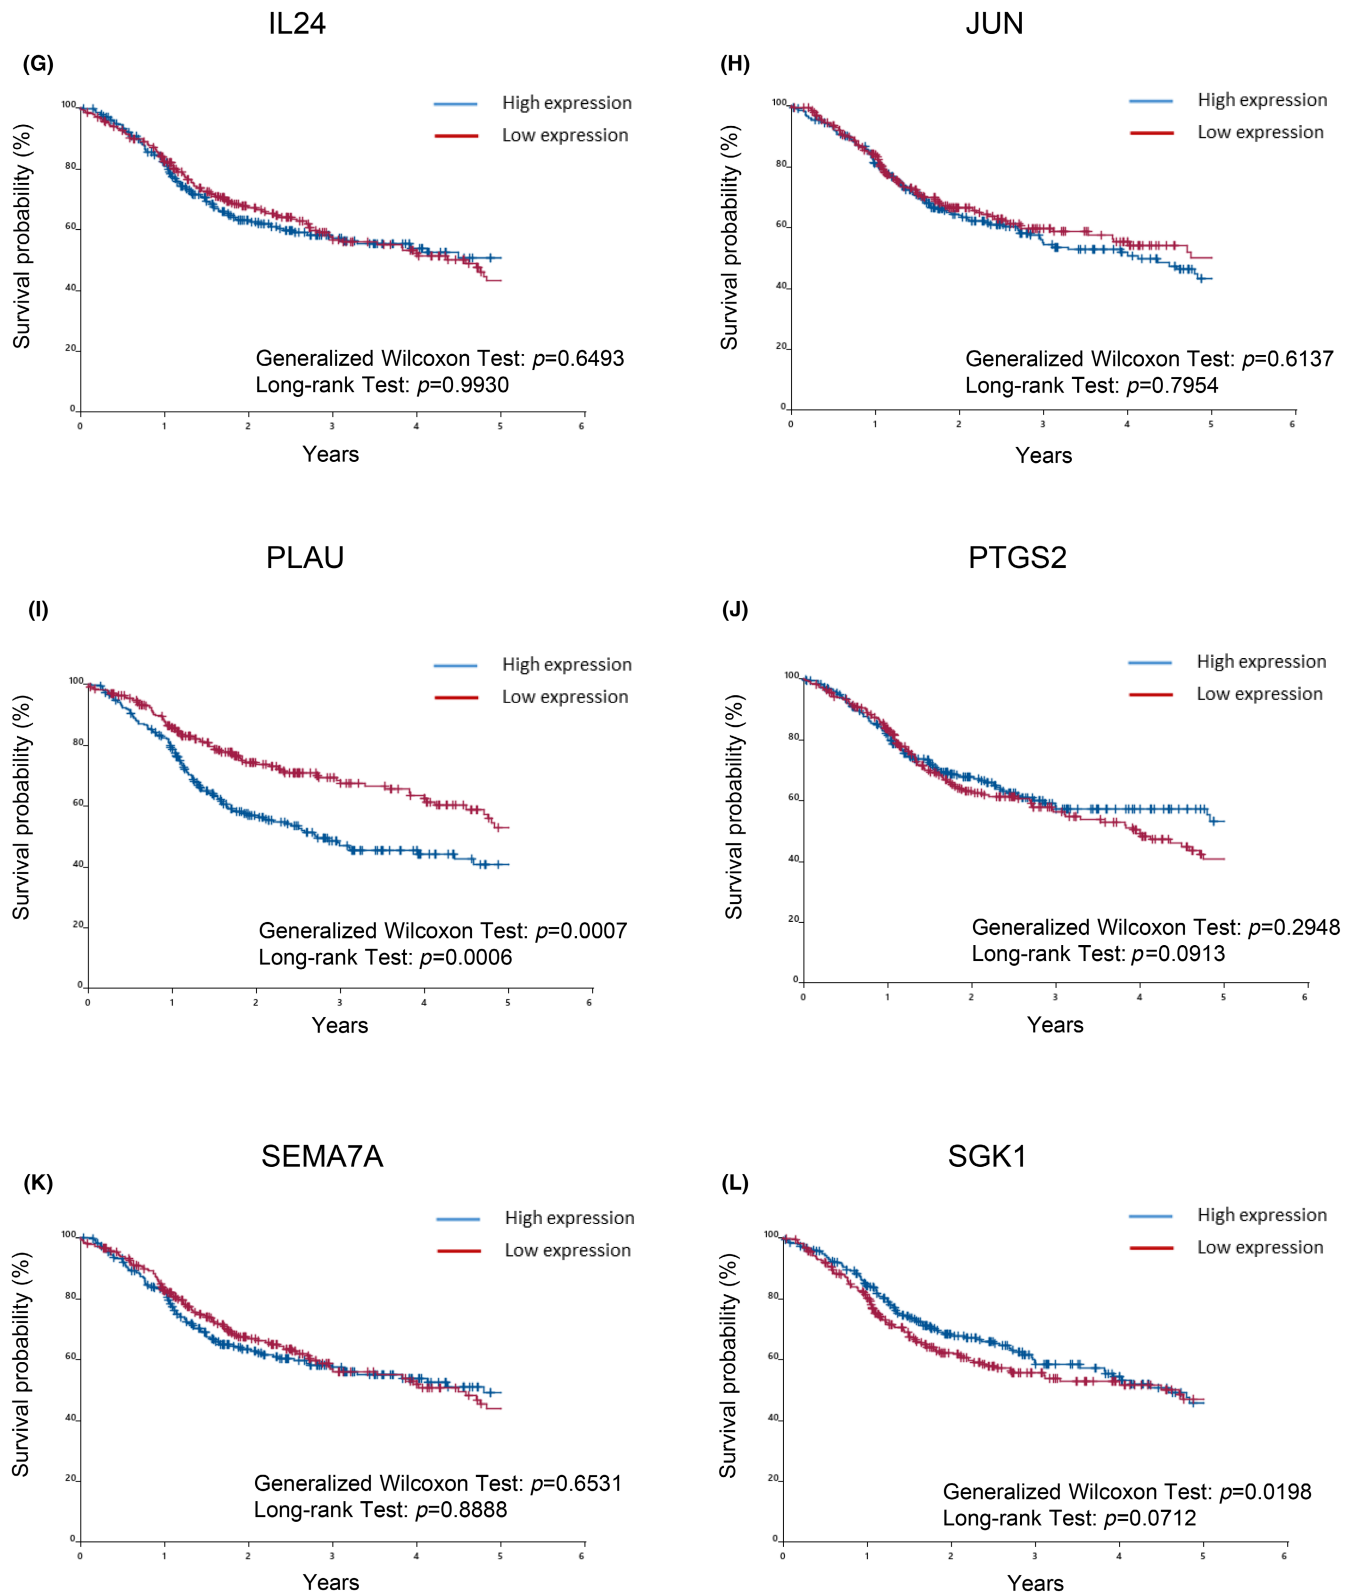 IL24
(G)
High expression
Low expression
Survival probability (%)
100
80
60
40
20
0
0 1 2 3 4 5 6
Generalized Wilcoxon Test: p=0.6493
Long-rank Test: p=0.9930
Years
JUN
(H)
High expression
Low expression
Survival probability (%)
100
80
60
40
20
0
0 1 2 3 4 5 6
Generalized Wilcoxon Test: p=0.6137
Long-rank Test: p=0.7954
Years
PLAU
(I)
High expression
Low expression
Survival probability (%)
100
80
60
40
20
0
0 1 2 3 4 5 6
Generalized Wilcoxon Test: p=0.0007
Long-rank Test: p=0.0006
Years
PTGS2
(J)
High expression
Low expression
Survival probability (%)
100
80
60
40
20
0
0 1 2 3 4 5 6
Generalized Wilcoxon Test: p=0.2948
Long-rank Test: p=0.0913
Years
SEMA7A
(K)
High expression
Low expression
Survival probability (%)
100
80
60
40
20
0
0 1 2 3 4 5 6
Generalized Wilcoxon Test: p=0.6531
Long-rank Test: p=0.8888
Years
SGK1
(L)
High expression
Low expression
Survival probability (%)
100
80
60
40
20
0
0 1 2 3 4 5 6
Generalized Wilcoxon Test: p=0.0198
Long-rank Test: p=0.0712
Years